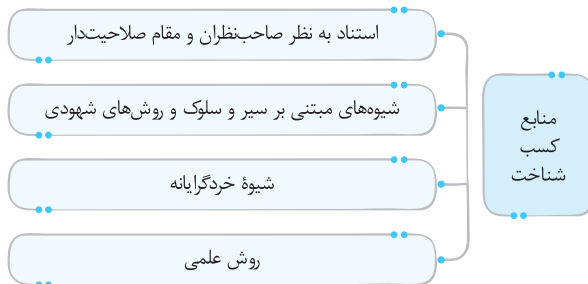 منابع
کسب
شناخت
استناد به نظر صاحب‌نظران و مقام صلاحیت‌دار
شیوه‌های مبتنی بر سیر و سلوک و روش‌های شهودی
شیوهٔ خردگرایانه
روش علمی